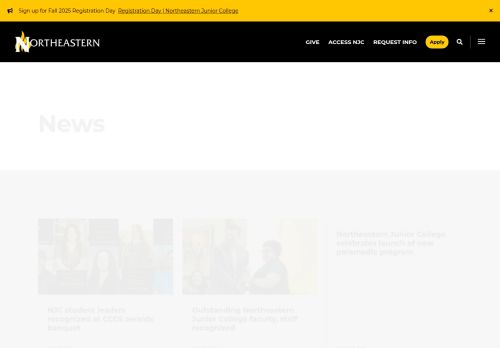 Sign up for Fall 2025 Registration Day Registration Day | Northeastern Junior College ×
NORTHEASTERN GIVE ACCESS NJC REQUEST INFO Apply
News
NJC student leaders recognized at CCCS awards banquet
Outstanding Northeastern Junior College faculty, staff recognized
Northeastern Junior College celebrates launch of new paramedic program